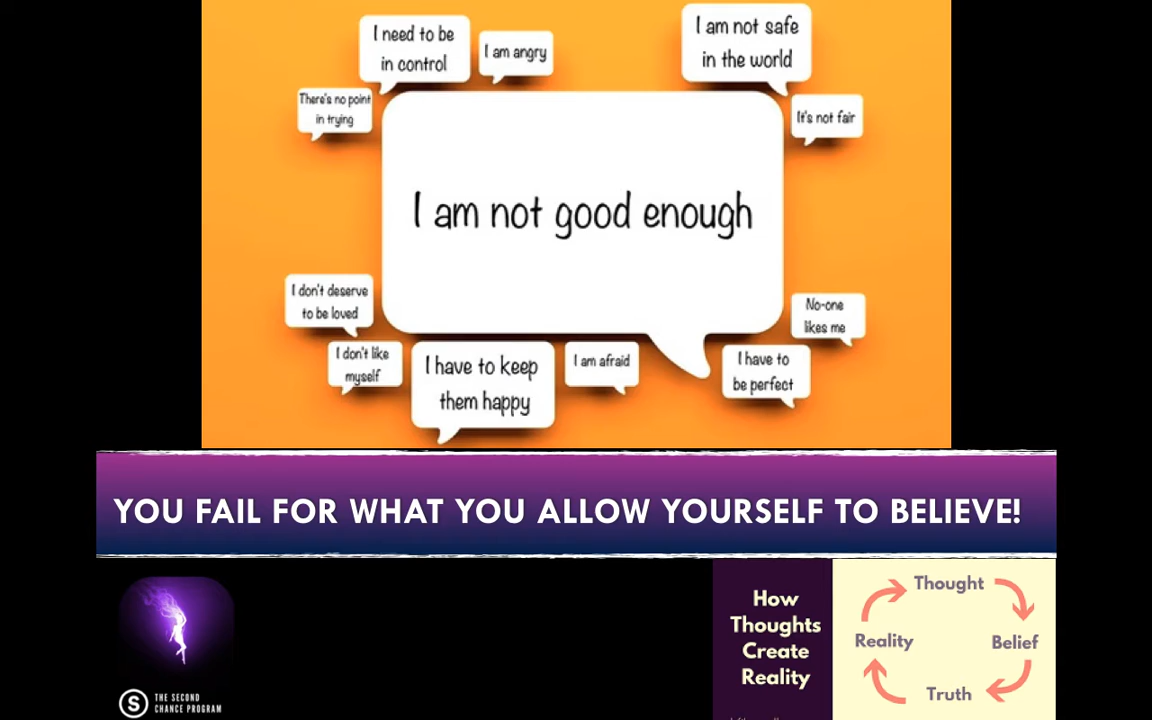 I need to be
in control
I am angry
I am not safe
in the world
There's no point
in trying
It's not fair
I am not good enough
I don't deserve
to be loved
No-one
likes me
I don't like
myself
I have to keep
them happy
I am afraid
I have to
be perfect
YOU FAIL FOR WHAT YOU ALLOW YOURSELF TO BELIEVE!
How
Thoughts
Create
Reality
Thought
Belief
Truth
Reality
S
THE SECOND
CHANCE PROGRAM